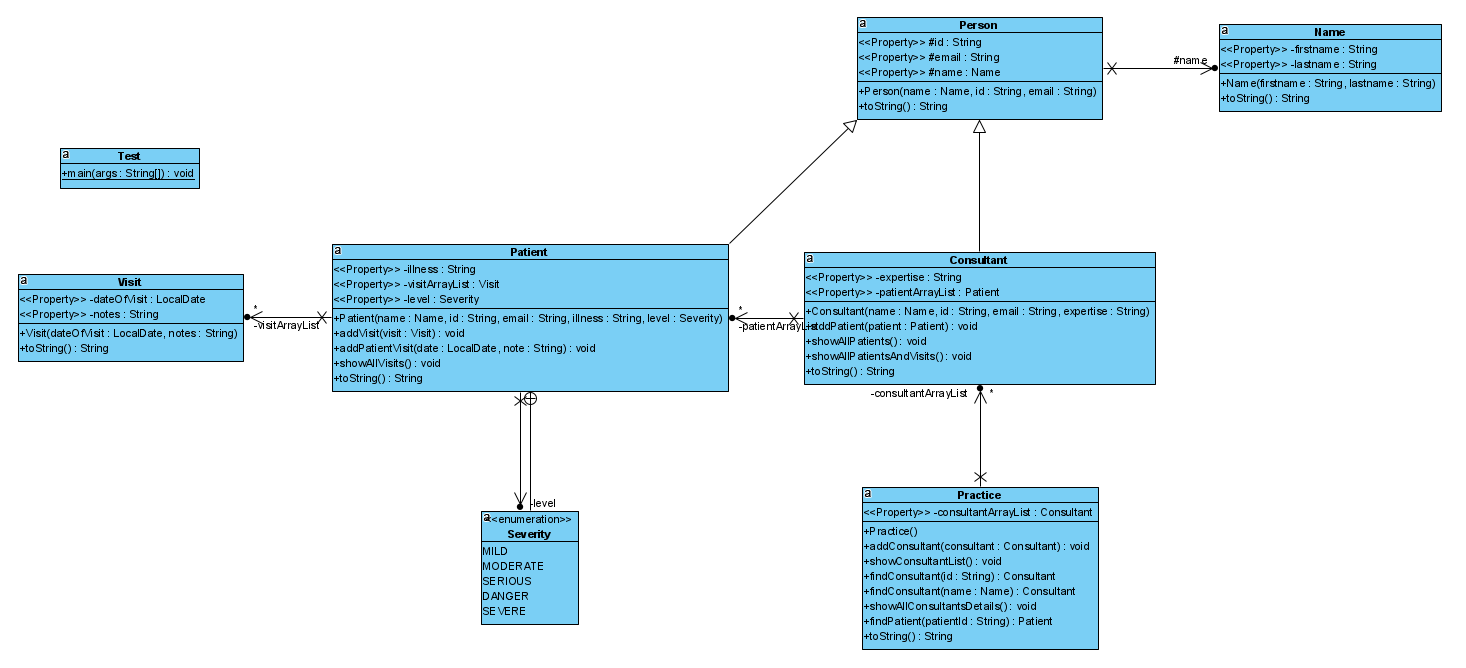 a
Person
<<Property>> #id : String
<<Property>> #email : String
<<Property>> #name : Name
+Person(name : Name, id : String, email : String)
+toString() : String
#name
a
Name
<<Property>> -firstname : String
<<Property>> -lastname : String
+Name(firstname : String, lastname : String)
+toString() : String
a
Test
+main(args : String[]) : void
a
Visit
<<Property>> -dateOfVisit : LocalDate
<<Property>> -notes : String
+Visit(dateOfVisit : LocalDate, notes : String)
+toString() : String
*
-visitArrayList
a
Patient
<<Property>> -illness : String
<<Property>> -visitArrayList : Visit
<<Property>> -level : Severity
+Patient(name : Name, id : String, email : String, illness : String, level : Severity)
+addVisit(visit : Visit) : void
+addPatientVisit(date : LocalDate, note : String) : void
+showAllVisits() : void
+toString() : String
*
-patientArrayList
a
Consultant
<<Property>> -expertise : String
<<Property>> -patientArrayList : Patient
+Consultant(name : Name, id : String, email : String, expertise : String)
+addPatient(patient : Patient) : void
+showAllPatients() : void
+showAllPatientsAndVisits() : void
+toString() : String
-consultantArrayList
*
-level
a
<<enumeration>>
Severity
MILD
MODERATE
SERIOUS
DANGER
SEVERE
a
Practice
<<Property>> -consultantArrayList : Consultant
+Practice()
+addConsultant(consultant : Consultant) : void
+showConsultantList() : void
+findConsultant(id : String) : Consultant
+findConsultant(name : Name) : Consultant
+showAllConsultantsDetails() : void
+findPatient(patientId : String) : Patient
+toString() : String